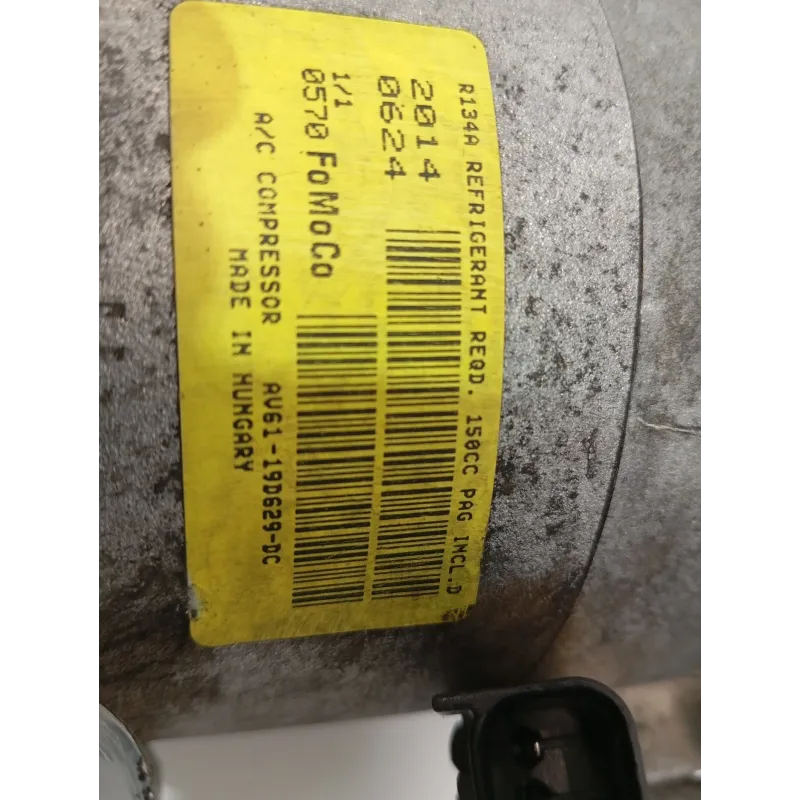 R134A REFRIGERANT REQD. 150CC PAG INCL.D
2014
0624
1/1
0570 FoMoCo
A/C COMPRESSOR AV61-19D629-DC
MADE IN HUNGARY